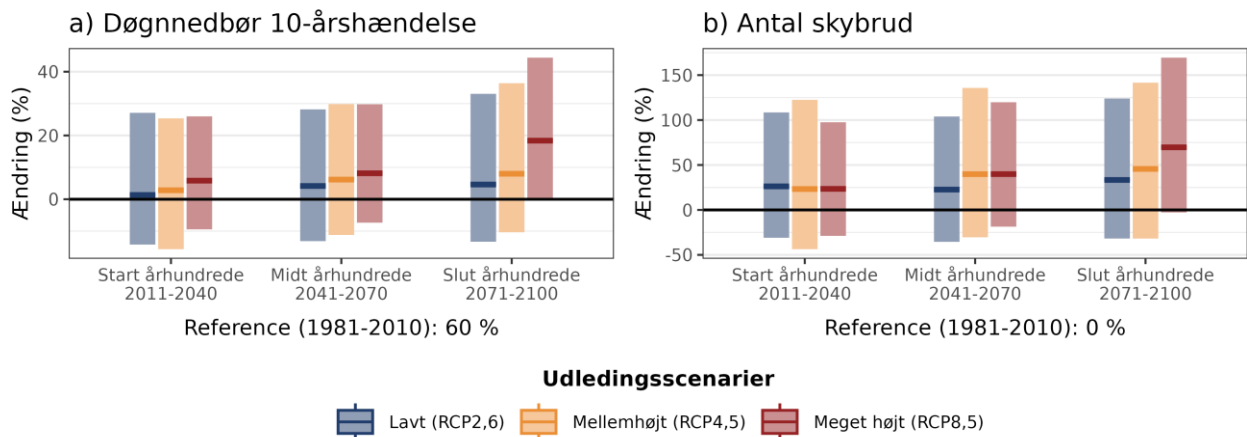 a) Døgnnedbør 10-årshændelse
Ændring (%)
40
20
0
Start århundrede
2011-2040
Midt århundrede
2041-2070
Slut århundrede
2071-2100
Reference (1981-2010): 60 %
b) Antal skybrud
Ændring (%)
150
100
50
0
-50
Start århundrede
2011-2040
Midt århundrede
2041-2070
Slut århundrede
2071-2100
Reference (1981-2010): 0 %
Udledingsscenarier
Lavt (RCP2,6)
Mellemhøjt (RCP4,5)
Meget højt (RCP8,5)